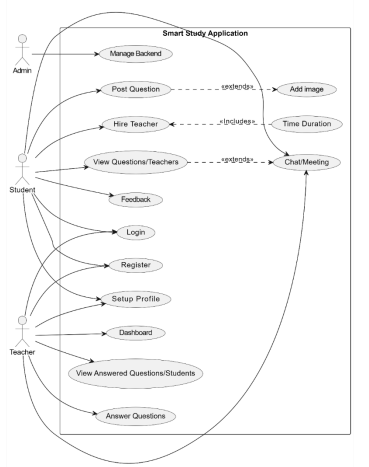 Smart Study Application
Manage Backend
Admin
Post Question
«extends»
Add image
Hire Teacher
«Includes»
Time Duration
View Questions/Teachers
«extends»
Chat/Meeting
Student
Feedback
Login
Register
Setup Profile
Teacher
Dashboard
View Answered Questions/Students
Answer Questions